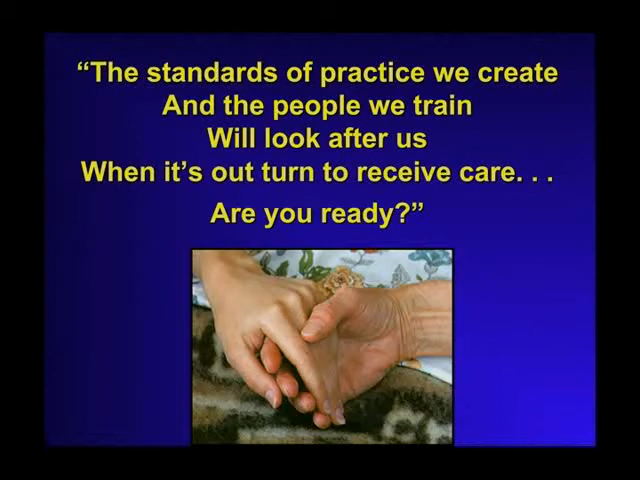 “The standards of practice we create
And the people we train
Will look after us
When it’s out turn to receive care. . .
Are you ready?”